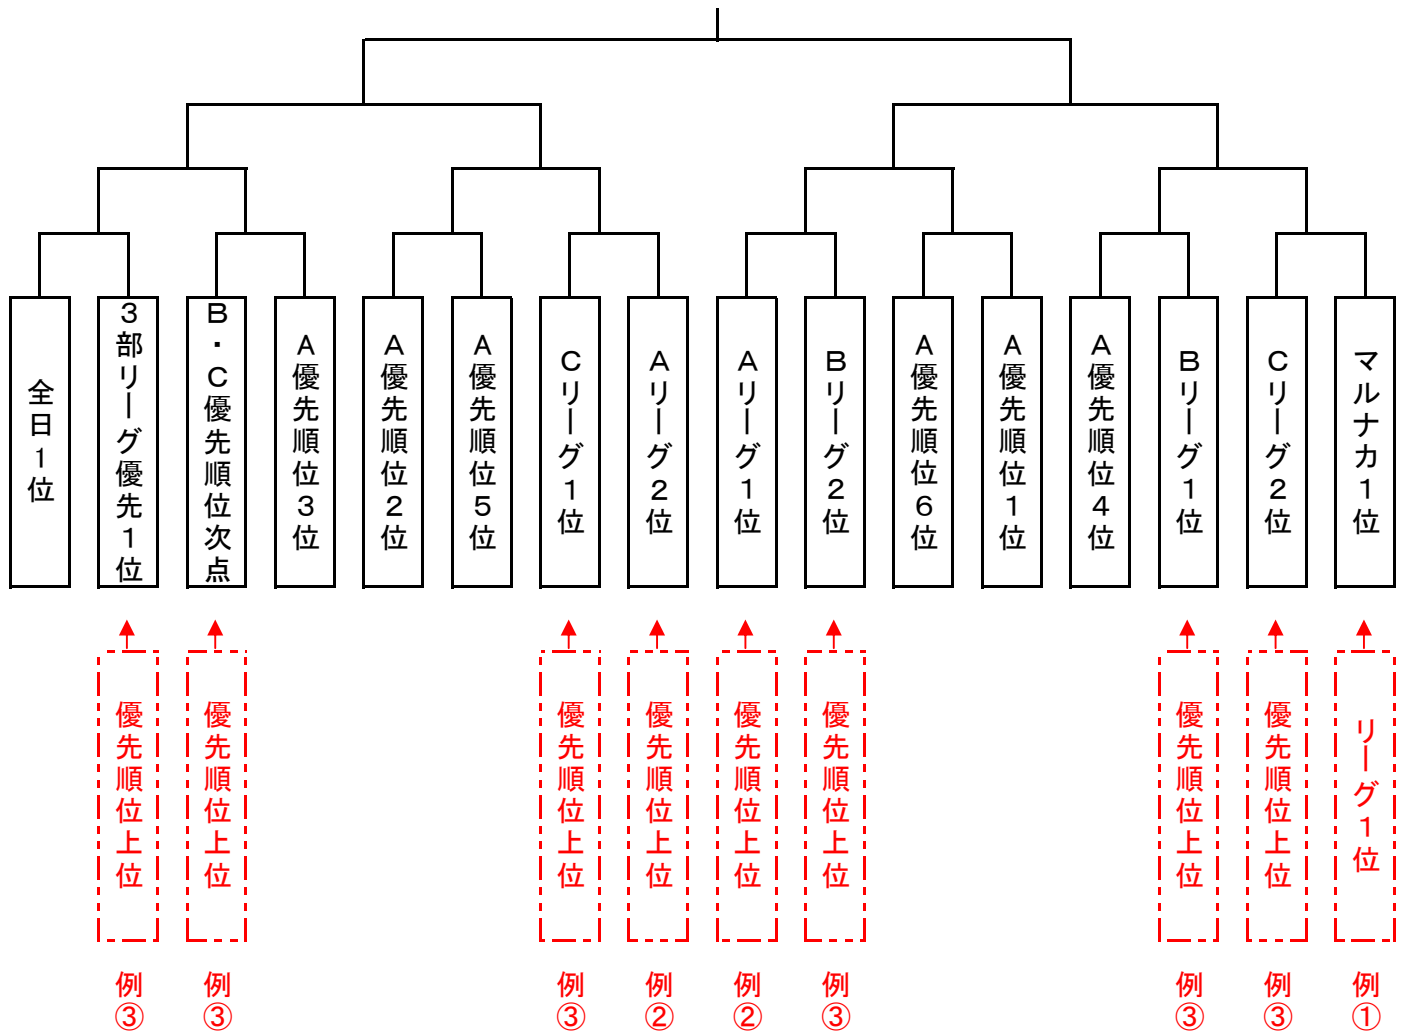 全日1位
3部リーグ優先1位
B・C優先順位次点
A優先順位3位
A優先順位2位
A優先順位5位
Cリーグ1位
Aリーグ2位
Aリーグ1位
Bリーグ2位
A優先順位6位
A優先順位1位
A優先順位4位
Bリーグ1位
Cリーグ2位
マルナカ1位
優先順位上位
優先順位上位
優先順位上位
優先順位上位
優先順位上位
優先順位上位
優先順位上位
優先順位上位
リーグ1位
例③
例③
例③
例②
例②
例③
例③
例③
例①